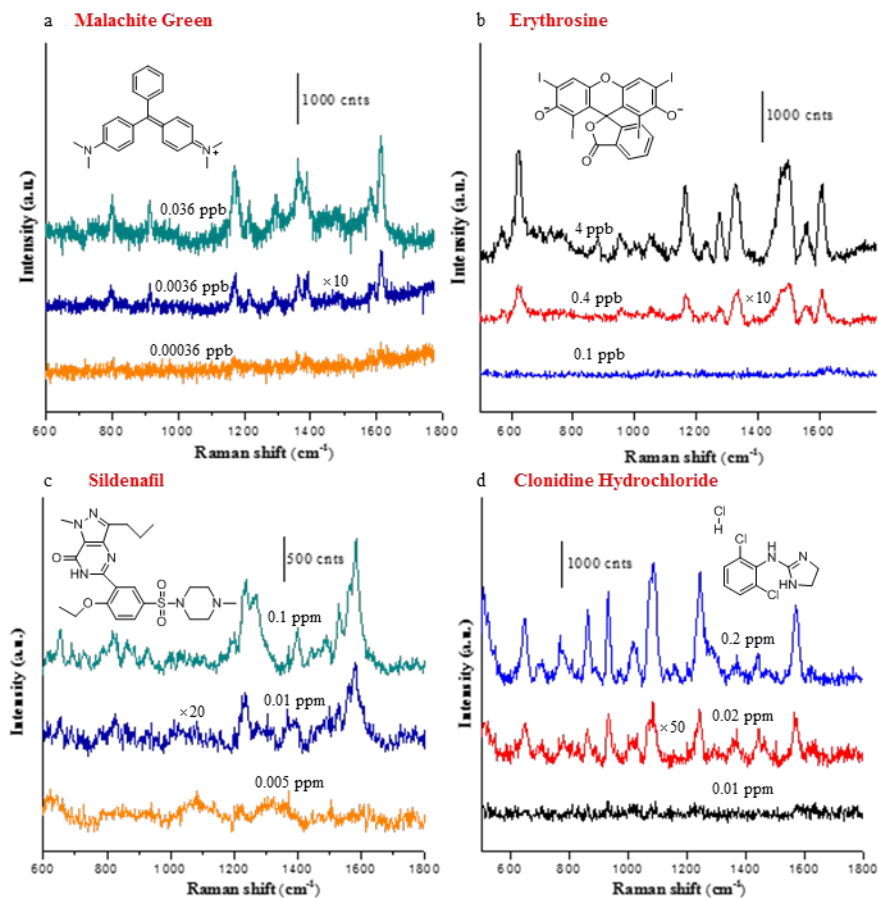 a Malachite Green
1000 cnts
N
N+
0.036 ppb
0.0036 ppb
×10
0.00036 ppb
Intensity (a.u.)
600 800 1000 1200 1400 1600 1800
Raman shift (cm-1)
b Erythrosine
I O I
O- I I O-
O
O
1000 cnts
4 ppb
0.4 ppb
×10
0.1 ppb
Intensity (a.u.)
600 800 1000 1200 1400 1600
Raman shift (cm-1)
c Sildenafil
N N
O N
NH
O S N N
O O
500 cnts
0.1 ppm
×20
0.01 ppm
0.005 ppm
Intensity (a.u.)
600 800 1000 1200 1400 1600 1800
Raman shift (cm-1)
d Clonidine Hydrochloride
Cl
H
Cl H N N
Cl HN
1000 cnts
0.2 ppm
×50
0.02 ppm
0.01 ppm
Intensity (a.u.)
600 800 1000 1200 1400 1600 1800
Raman shift (cm-1)